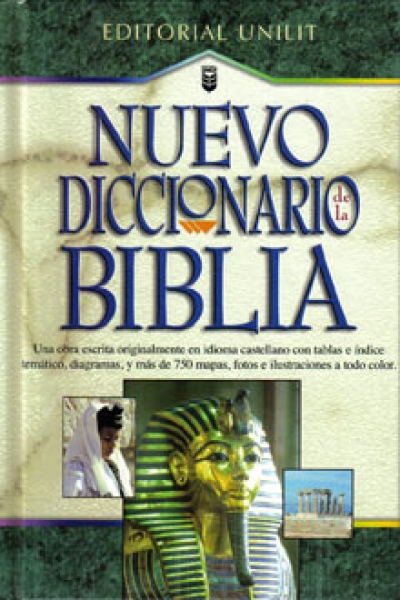 EDITORIAL UNILIT
NUEVO
DICCIONARIO
de
la
BIBLIA
Una obra escrita originalmente en idioma castellano con tablas e índice
temático, diagramas, y más de 750 mapas, fotos e ilustraciones a todo color.